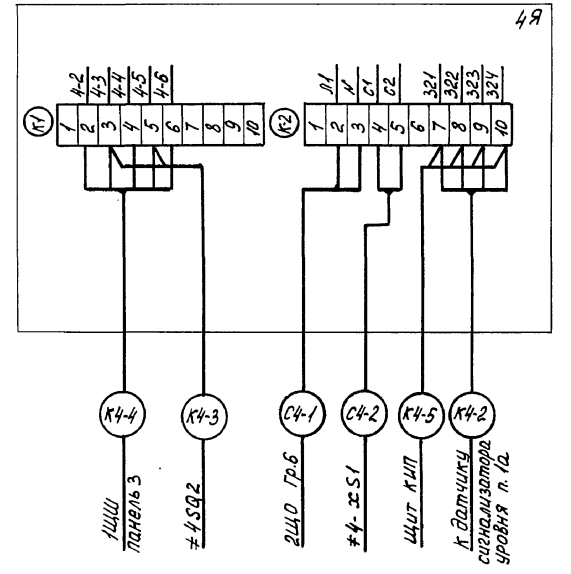 4Я
4-2
4-3
4-4
4-5
4-6
Л1
N
С1
С2
321
322
323
324
К1
1 2 3 4 5 6 7 8 9 10
К-2
1 2 3 4 5 6 7 8 9 10
К4-4
К4-3
С4-1
С4-2
К4-5
К4-2
1ЩШ
панель 3
≠4SQ2
2ЩО гр.6
≠4-xS1
Щит КИП
К датчику
сигнализатора
уровня п. 1а